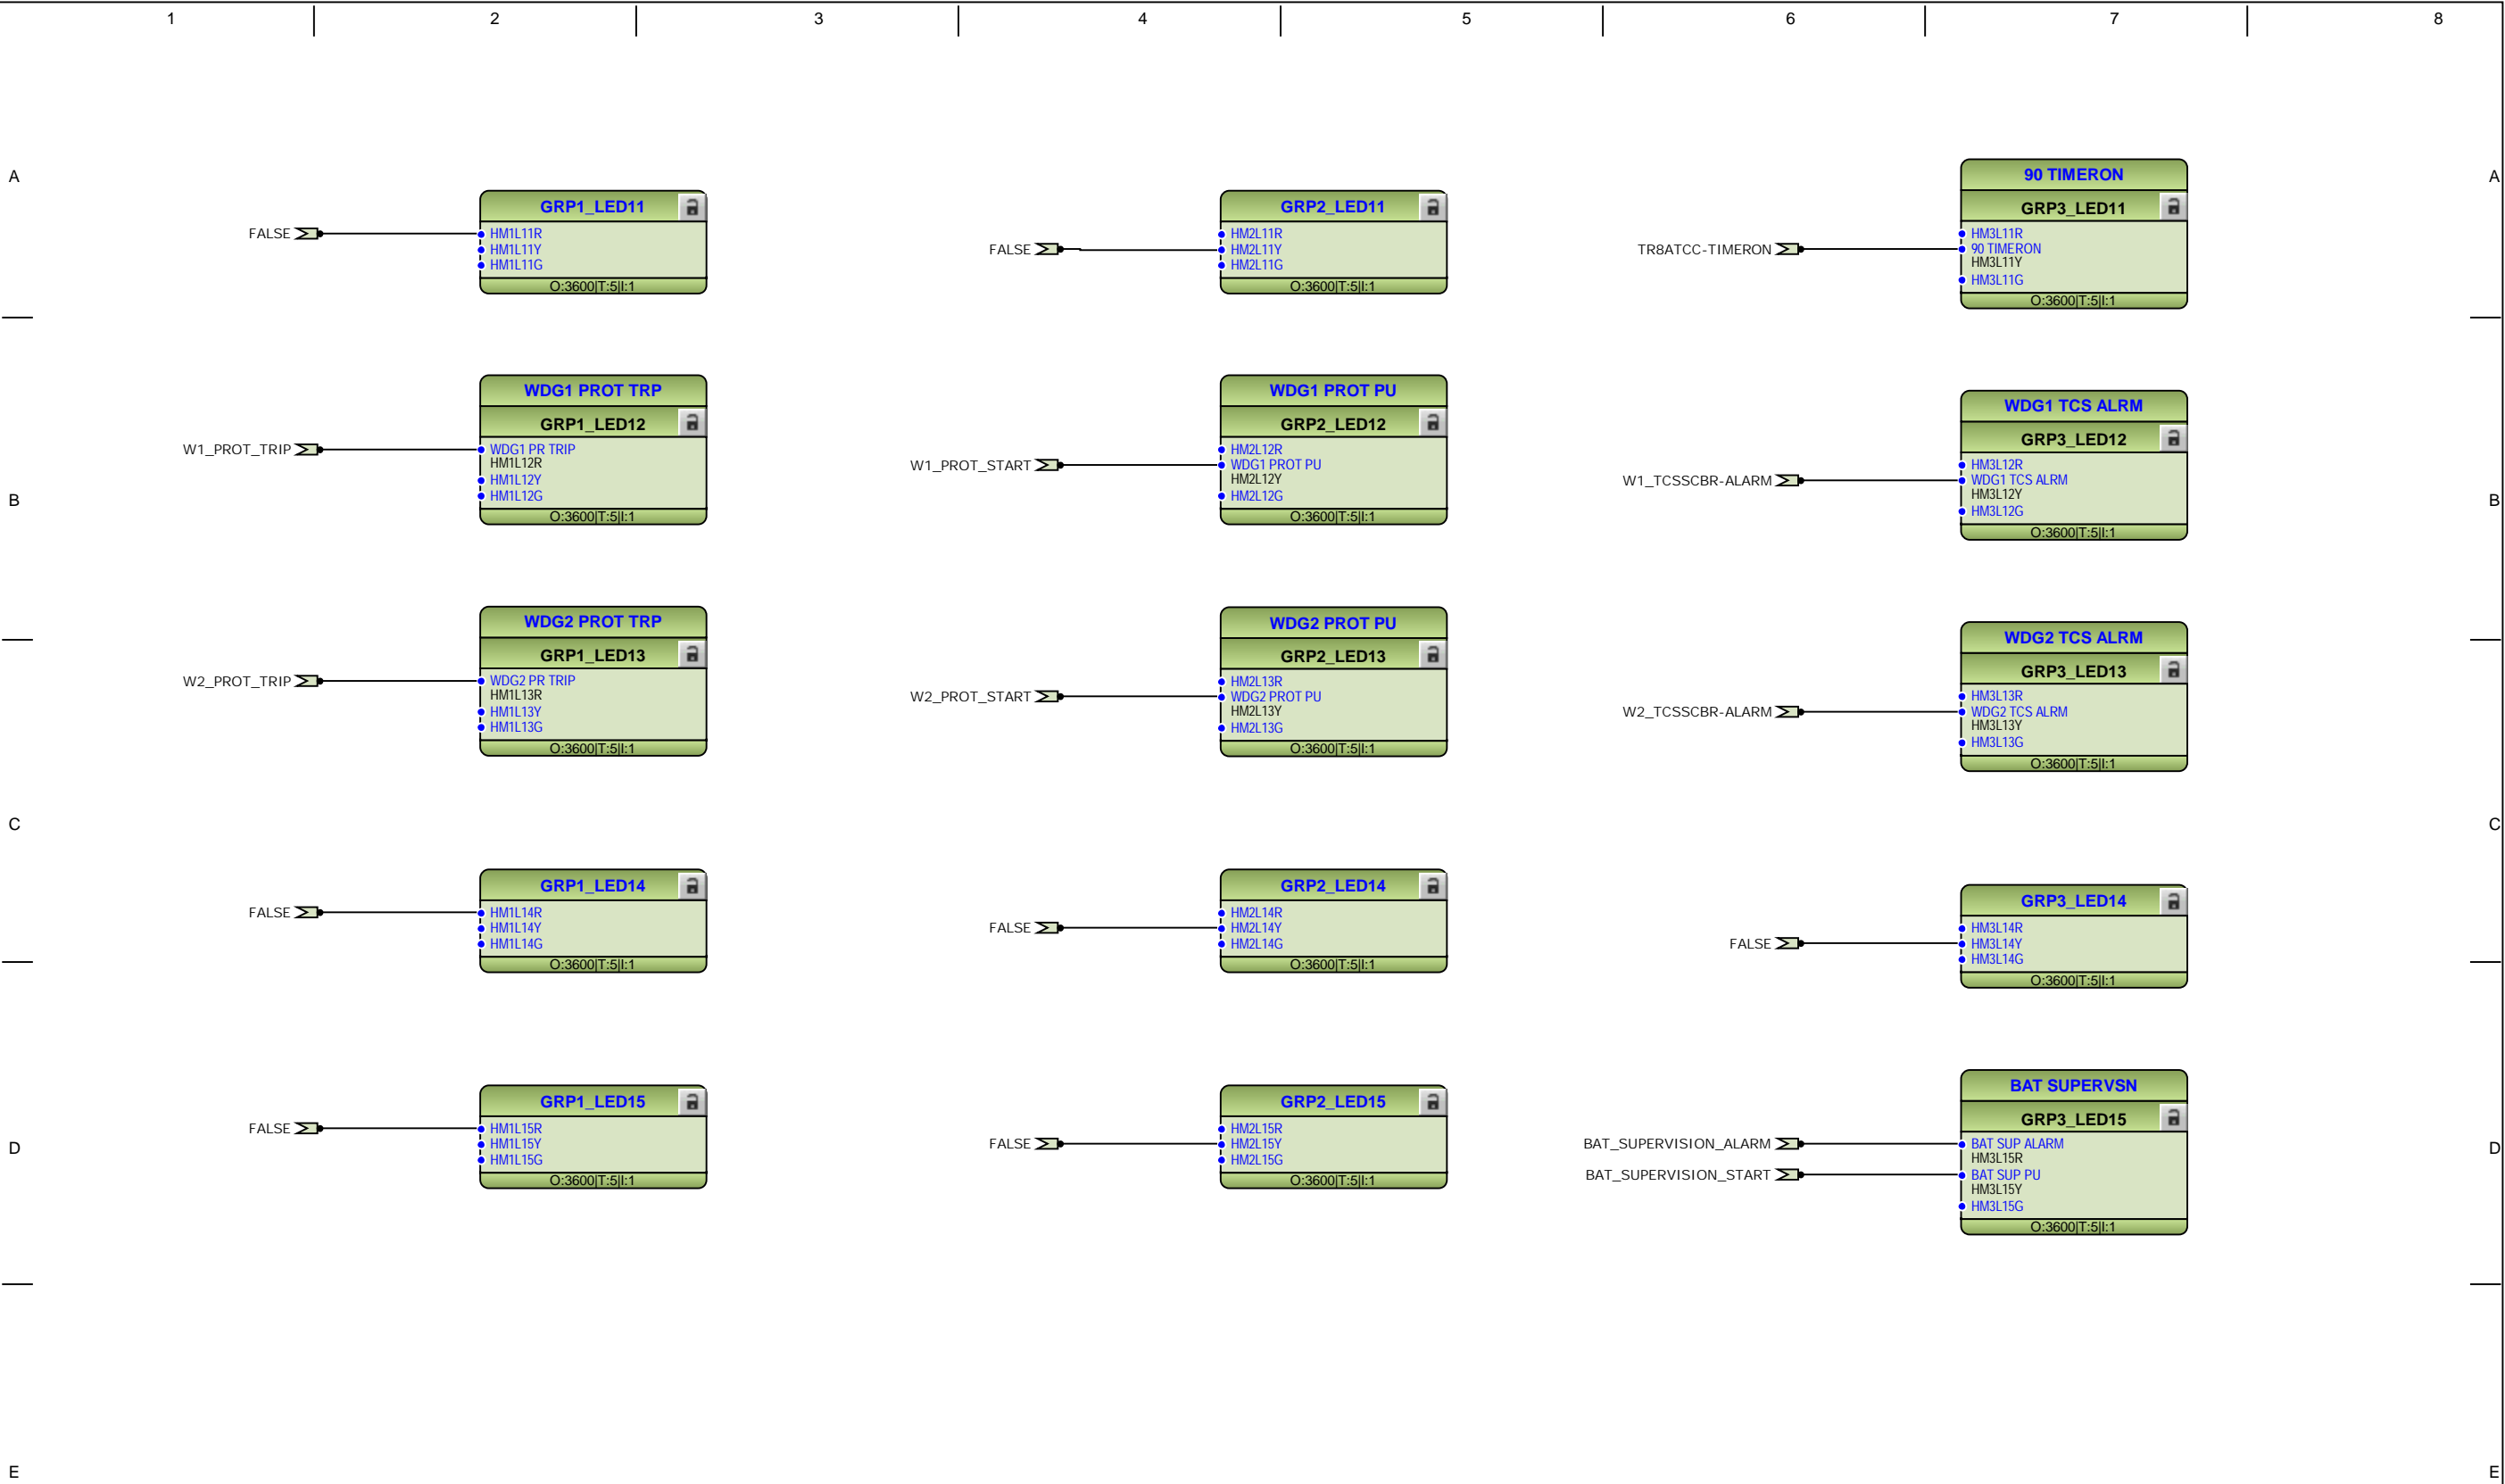 1 2 3 4 5 6 7 8
A A
GRP1_LED11
FALSE
HM1L11R
HM1L11Y
HM1L11G
O:3600|T:5|I:1
GRP2_LED11
FALSE
HM2L11R
HM2L11Y
HM2L11G
O:3600|T:5|I:1
90 TIMERON
GRP3_LED11
TR8ATCC-TIMERON
HM3L11R
90 TIMERON
HM3L11Y
HM3L11G
O:3600|T:5|I:1
B B
WDG1 PROT TRP
GRP1_LED12
W1_PROT_TRIP
WDG1 PR TRIP
HM1L12R
HM1L12Y
HM1L12G
O:3600|T:5|I:1
WDG1 PROT PU
GRP2_LED12
W1_PROT_START
HM2L12R
WDG1 PROT PU
HM2L12Y
HM2L12G
O:3600|T:5|I:1
WDG1 TCS ALRM
GRP3_LED12
W1_TCSSCBR-ALARM
HM3L12R
WDG1 TCS ALRM
HM3L12Y
HM3L12G
O:3600|T:5|I:1
WDG2 PROT TRP
GRP1_LED13
W2_PROT_TRIP
WDG2 PR TRIP
HM1L13R
HM1L13Y
HM1L13G
O:3600|T:5|I:1
WDG2 PROT PU
GRP2_LED13
W2_PROT_START
HM2L13R
WDG2 PROT PU
HM2L13Y
HM2L13G
O:3600|T:5|I:1
WDG2 TCS ALRM
GRP3_LED13
W2_TCSSCBR-ALARM
HM3L13R
WDG2 TCS ALRM
HM3L13Y
HM3L13G
O:3600|T:5|I:1
C C
GRP1_LED14
FALSE
HM1L14R
HM1L14Y
HM1L14G
O:3600|T:5|I:1
GRP2_LED14
FALSE
HM2L14R
HM2L14Y
HM2L14G
O:3600|T:5|I:1
GRP3_LED14
FALSE
HM3L14R
HM3L14Y
HM3L14G
O:3600|T:5|I:1
D D
GRP1_LED15
FALSE
HM1L15R
HM1L15Y
HM1L15G
O:3600|T:5|I:1
GRP2_LED15
FALSE
HM2L15R
HM2L15Y
HM2L15G
O:3600|T:5|I:1
BAT SUPERVSN
GRP3_LED15
BAT_SUPERVISION_ALARM
BAT_SUPERVISION_START
BAT SUP ALARM
HM3L15R
BAT SUP PU
HM3L15Y
HM3L15G
O:3600|T:5|I:1
E E